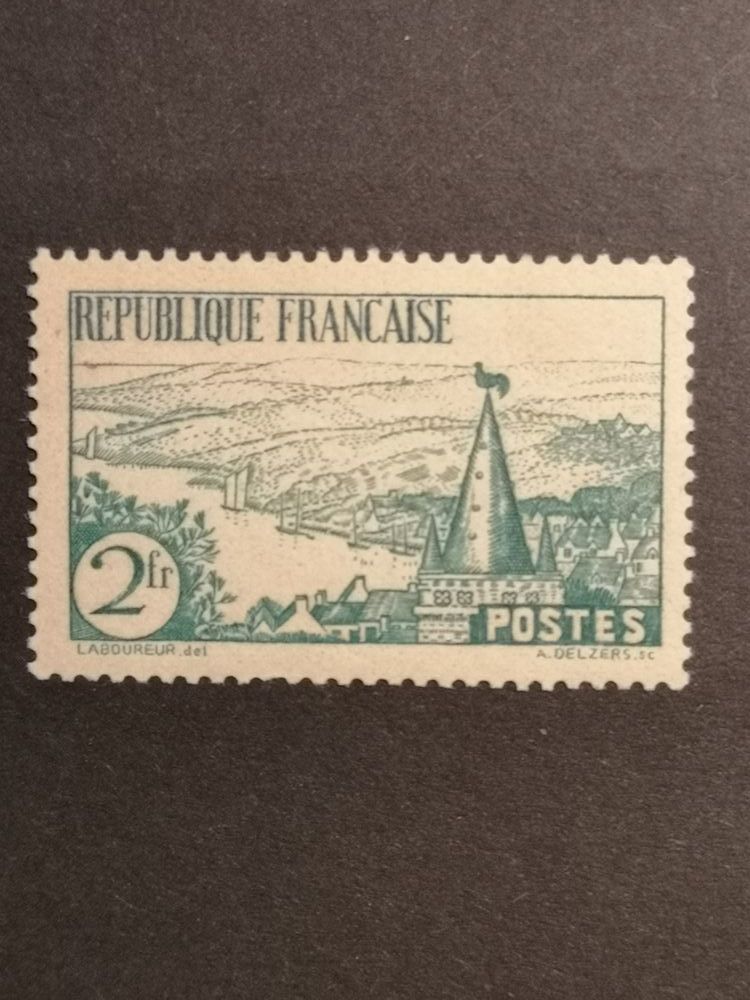 REPUBLIQUE FRANCAISE
2fr
POSTES
LABOUREUR.del
A.DELZERS.sc